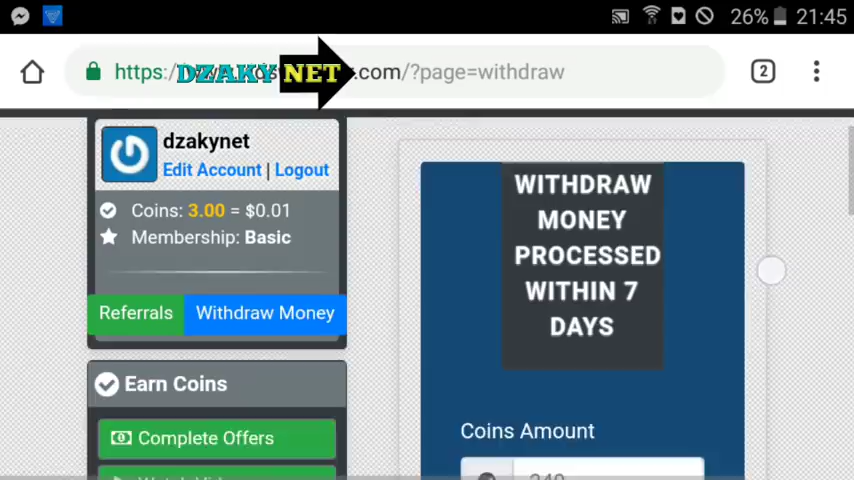 26% 21:45
https:/
DZAKY NET
.com/?page=withdraw
2
dzakynet
Edit Account | Logout
Coins: 3.00 = $0.01
Membership: Basic
Referrals
Withdraw Money
Earn Coins
Complete Offers
WITHDRAW
MONEY
PROCESSED
WITHIN 7
DAYS
Coins Amount
240